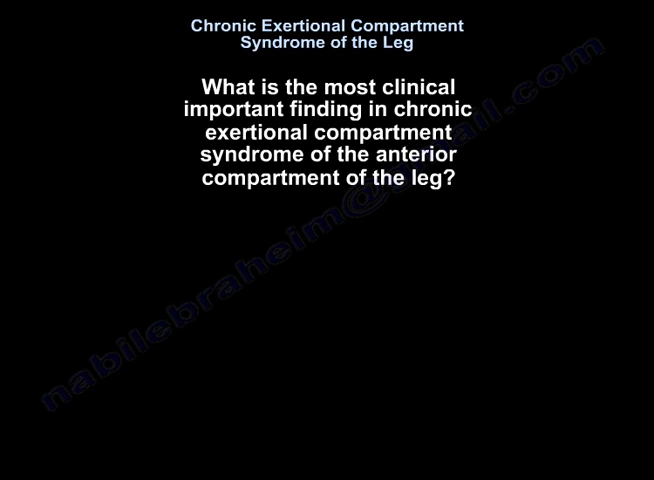 Chronic Exertional Compartment
Syndrome of the Leg
What is the most clinical
important finding in chronic
exertional compartment
syndrome of the anterior
compartment of the leg?
nabilebraheim@gmail.com